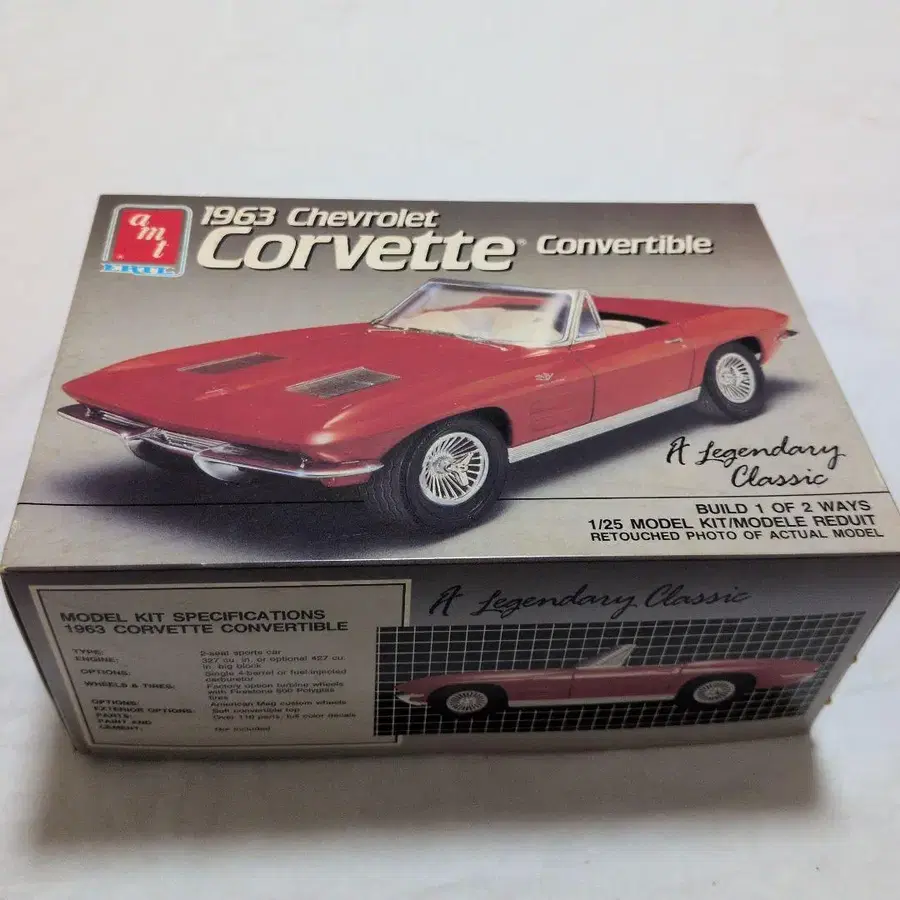 amt
ERTL
1963 Chevrolet
Corvette® Convertible
A Legendary
Classic
BUILD 1 OF 2 WAYS
1/25 MODEL KIT/MODELE REDUIT
RETOUCHED PHOTO OF ACTUAL MODEL
A Legendary Classic
MODEL KIT SPECIFICATIONS
1963 CORVETTE CONVERTIBLE
TYPE: 2-seat sports car
ENGINE: 327 cu. in. or optional 427 cu.
in. big block
OPTIONS: Single 4-barrel or fuel-injected
carburetor
WHEELS & TIRES: Factory option turbine wheels
with Firestone 500 Polyglas
tires
OPTIONS: American Mag custom wheels
EXTERIOR OPTIONS: Soft convertible top
PARTS: Over 110 parts, full color decals
PAINT AND
CEMENT: Not included